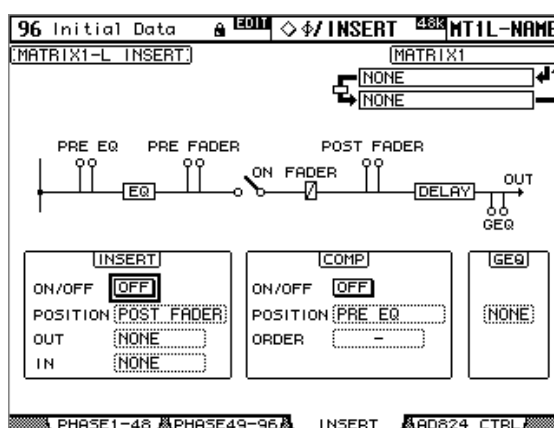 96 Initial Data EDIT ϕ/INSERT 48K MT1L-NAME
MATRIX1-L INSERT MATRIX1
NONE
NONE
PRE EQ PRE FADER POST FADER
ON FADER
EQ DELAY OUT
GEQ
INSERT COMP GEQ
ON/OFF OFF ON/OFF OFF
POSITION POST FADER POSITION PRE EQ NONE
OUT NONE ORDER -
IN NONE
PHASE1-48 PHASE49-96 INSERT AD824 CTRL